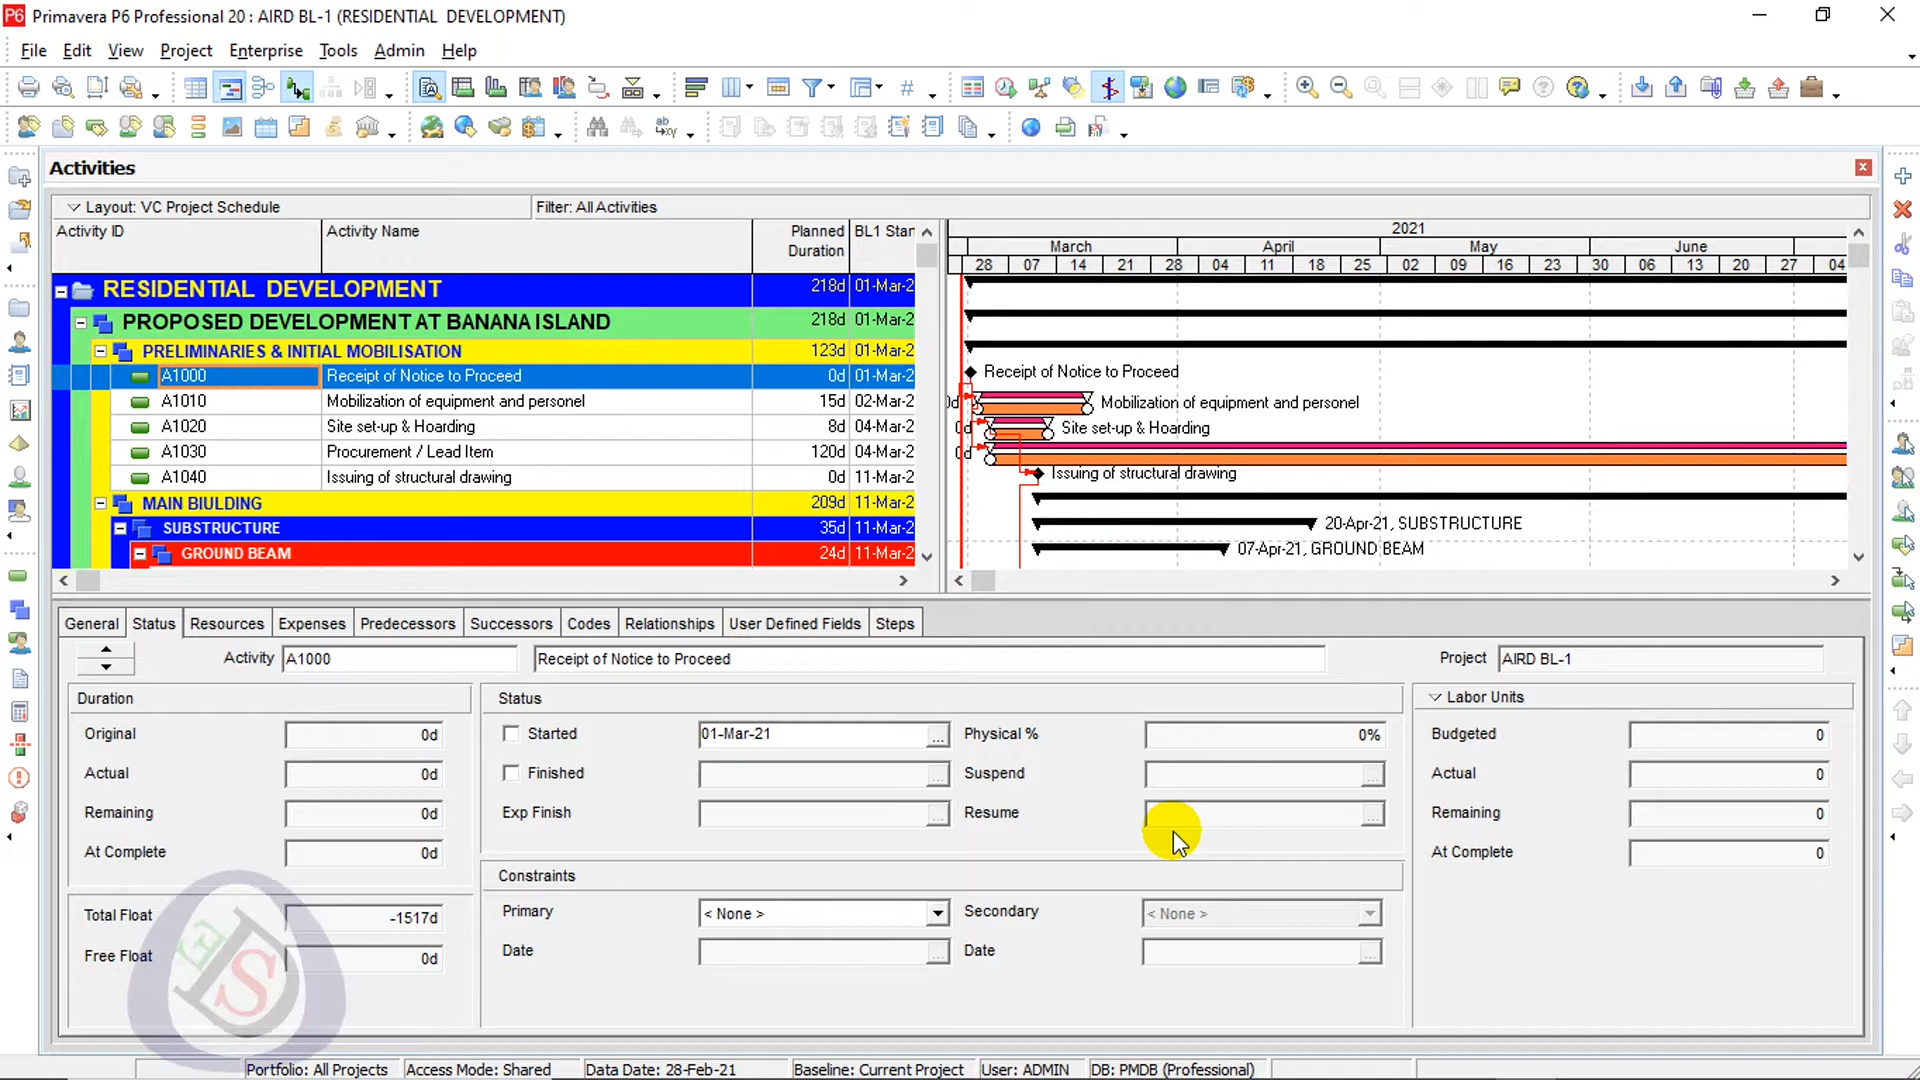 P6 Primavera P6 Professional 20 : AIRD BL-1 (RESIDENTIAL  DEVELOPMENT)
File Edit View Project Enterprise Tools Admin Help
Activities
Layout: VC Project Schedule Filter: All Activities
Activity ID Activity Name Planned Duration BL1 Star
2021
March April May June
28 07 14 21 28 04 11 18 25 02 09 16 23 30 06 13 20 27 04
RESIDENTIAL  DEVELOPMENT 218d 01-Mar-2
PROPOSED DEVELOPMENT AT BANANA ISLAND 218d 01-Mar-2
PRELIMINARIES & INITIAL MOBILISATION 123d 01-Mar-2
A1000 Receipt of Notice to Proceed 0d 01-Mar-2 Receipt of Notice to Proceed
A1010 Mobilization of equipment and personel 15d 02-Mar-2 0d Mobilization of equipment and personel
A1020 Site set-up & Hoarding 8d 04-Mar-2 0d Site set-up & Hoarding
A1030 Procurement / Lead Item 120d 04-Mar-2 0d
A1040 Issuing of structural drawing 0d 11-Mar-2 Issuing of structural drawing
MAIN BIULDING 209d 11-Mar-2
SUBSTRUCTURE 35d 11-Mar-2 20-Apr-21, SUBSTRUCTURE
GROUND BEAM 24d 11-Mar-2 07-Apr-21, GROUND BEAM
General Status Resources Expenses Predecessors Successors Codes Relationships User Defined Fields Steps
Activity A1000 Receipt of Notice to Proceed Project AIRD BL-1
Duration Status Labor Units
Original 0d Started 01-Mar-21 ... Physical % 0% Budgeted 0
Actual 0d Finished ... Suspend ... Actual 0
Remaining 0d Exp Finish ... Resume ... Remaining 0
At Complete 0d At Complete 0
Constraints
Total Float -1517d Primary < None > Secondary < None >
Free Float 0d Date ... Date ...
Portfolio: All Projects Access Mode: Shared Data Date: 28-Feb-21 Baseline: Current Project User: ADMIN DB: PMDB (Professional)